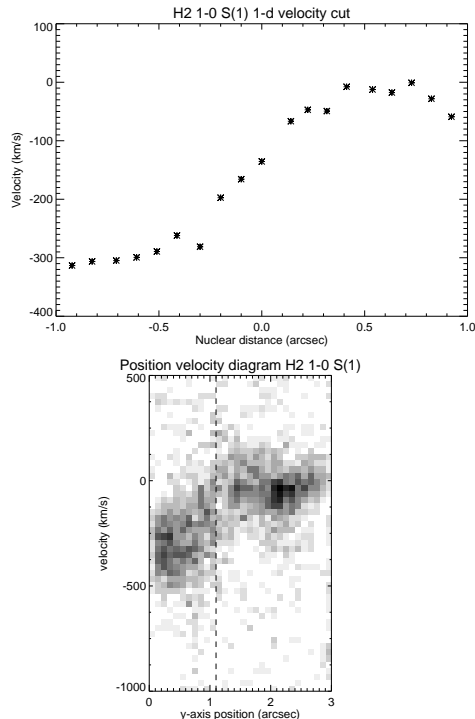 H2 1-0 S(1) 1-d velocity cut
100
0
-100
-200
-300
-400
Velocity (km/s)
-1.0 -0.5 0.0 0.5 1.0
Nuclear distance (arcsec)
Position velocity diagram H2 1-0 S(1)
500
0
-500
-1000
velocity (km/s)
0 1 2 3
y-axis position (arcsec)